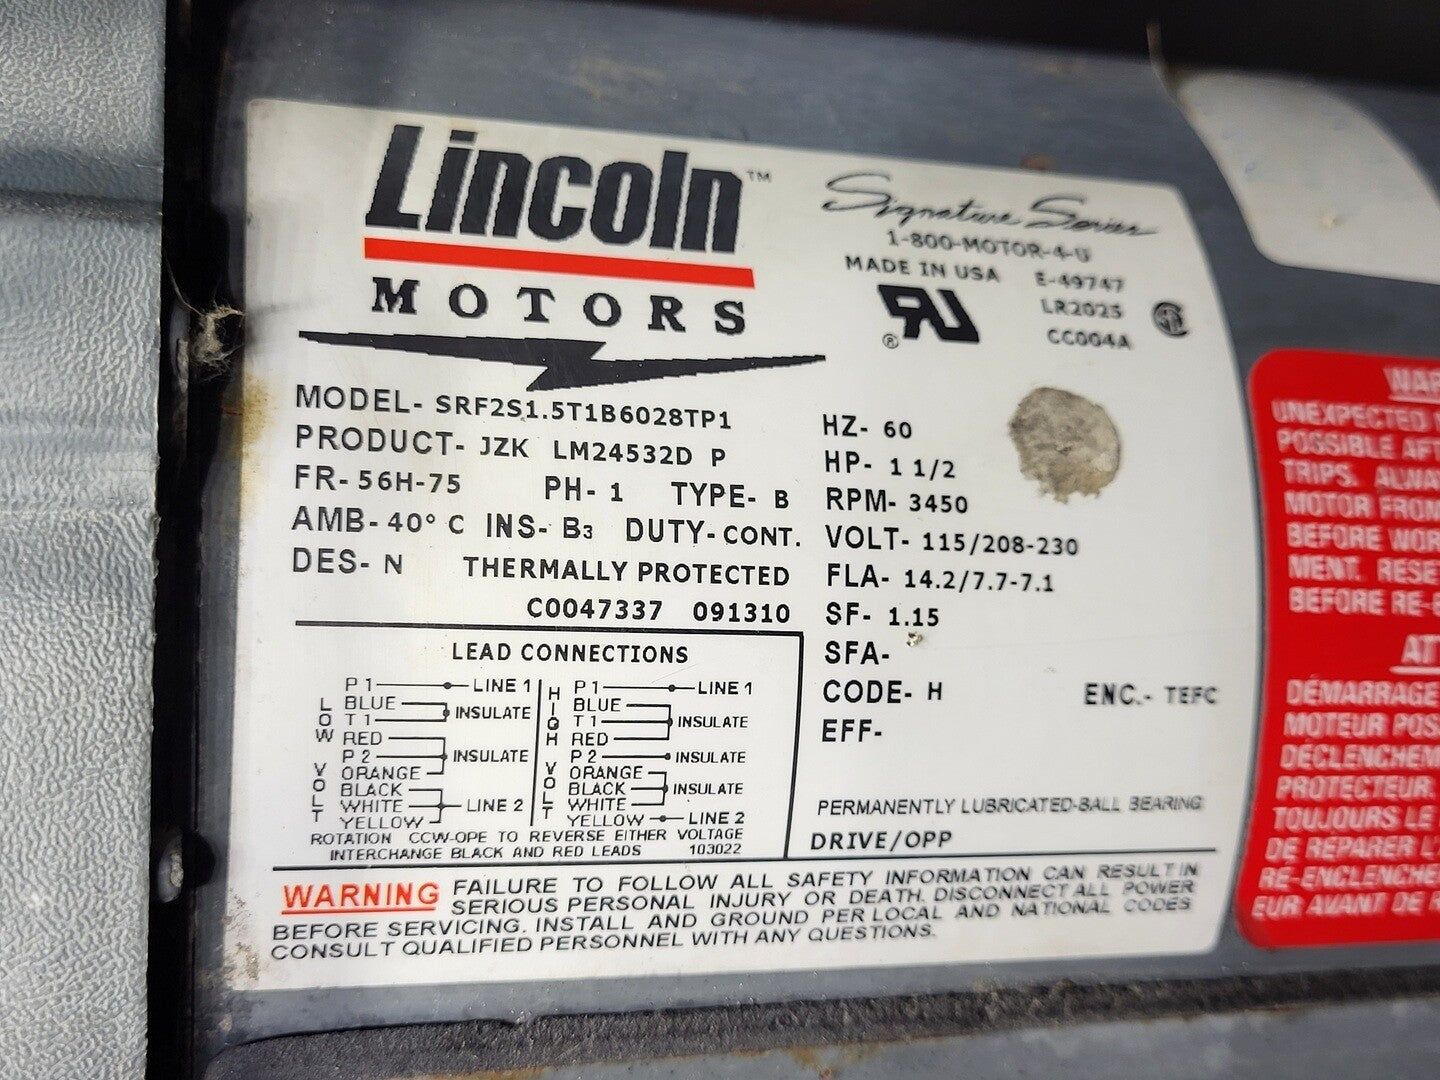 Lincoln™
MOTORS
Signature Series
1-800-MOTOR-4-U
MADE IN USA E-49747
LR2025
CC004A
MODEL- SRF2S1.5T1B6028TP1
PRODUCT- JZK LM24532D P
FR- 56H-75 PH- 1 TYPE- B
AMB- 40° C INS- B3 DUTY- CONT.
DES- N THERMALLY PROTECTED
C0047337 091310
HZ- 60
HP- 1 1/2
RPM- 3450
VOLT- 115/208-230
FLA- 14.2/7.7-7.1
SF- 1.15
SFA-
CODE- H ENC.- TEFC
EFF-
PERMANENTLY LUBRICATED-BALL BEARING
DRIVE/OPP
LEAD CONNECTIONS
LOW VOLT
P1 LINE 1
BLUE
T1 INSULATE
RED
P2 INSULATE
ORANGE
BLACK
WHITE LINE 2
YELLOW
HIGH VOLT
P1 LINE 1
BLUE
T1 INSULATE
RED
P2 INSULATE
ORANGE
BLACK INSULATE
WHITE
YELLOW LINE 2
ROTATION CCW-OPE TO REVERSE EITHER VOLTAGE
INTERCHANGE BLACK AND RED LEADS 103022
WARNING FAILURE TO FOLLOW ALL SAFETY INFORMATION CAN RESULT IN
SERIOUS PERSONAL INJURY OR DEATH. DISCONNECT ALL POWER
BEFORE SERVICING. INSTALL AND GROUND PER LOCAL AND NATIONAL CODES
CONSULT QUALIFIED PERSONNEL WITH ANY QUESTIONS.
UNEXPECTED
POSSIBLE
TRIPS.
MOTOR FROM
BEFORE
MENT. RESET
BEFORE
DÉMARRAGE
MOTEUR
PROTECTEUR.
TOUJOURS LE
DE REPARER
EUR AVANT DE